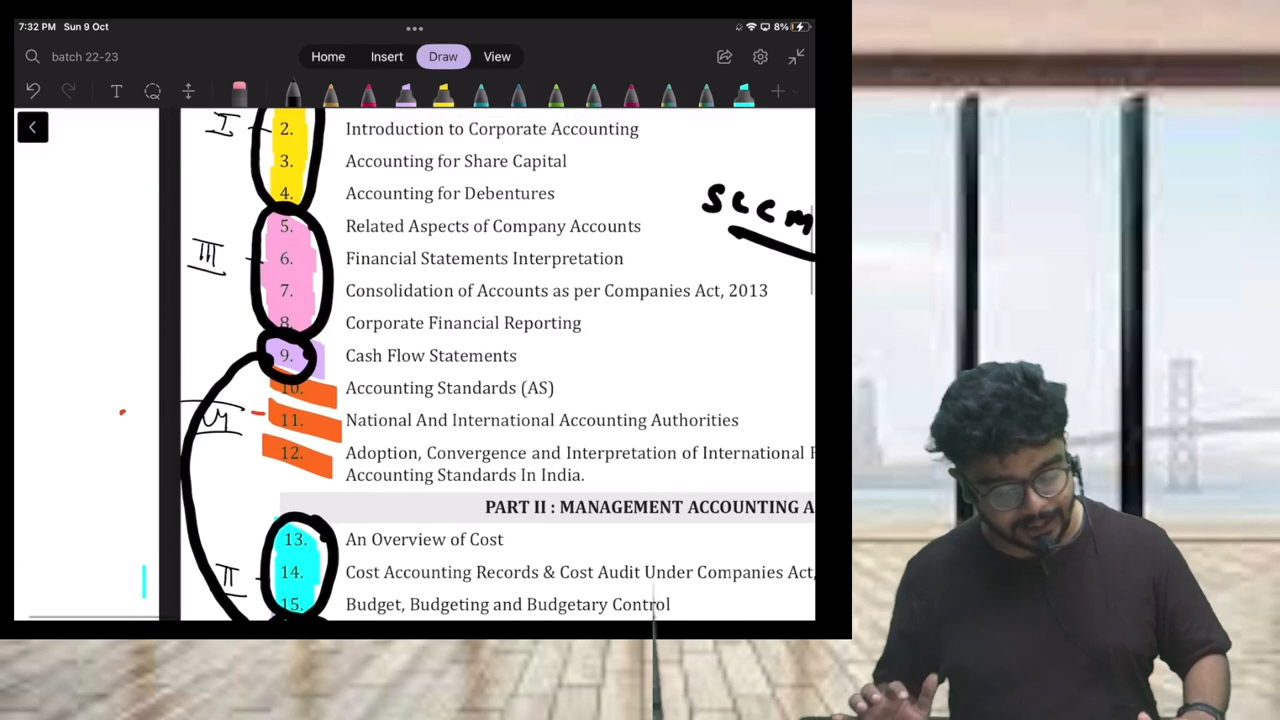 7:32 PM Sun 9 Oct
8%
batch 22-23
Home Insert Draw View
I
2. Introduction to Corporate Accounting
3. Accounting for Share Capital
4. Accounting for Debentures
SCCM
5. Related Aspects of Company Accounts
III
6. Financial Statements Interpretation
7. Consolidation of Accounts as per Companies Act, 2013
8. Corporate Financial Reporting
9. Cash Flow Statements
10. Accounting Standards (AS)
11. National And International Accounting Authorities
12. Adoption, Convergence and Interpretation of International
Accounting Standards In India.
PART II : MANAGEMENT ACCOUNTING A
13. An Overview of Cost
II
14. Cost Accounting Records & Cost Audit Under Companies Act,
15. Budget, Budgeting and Budgetary Control